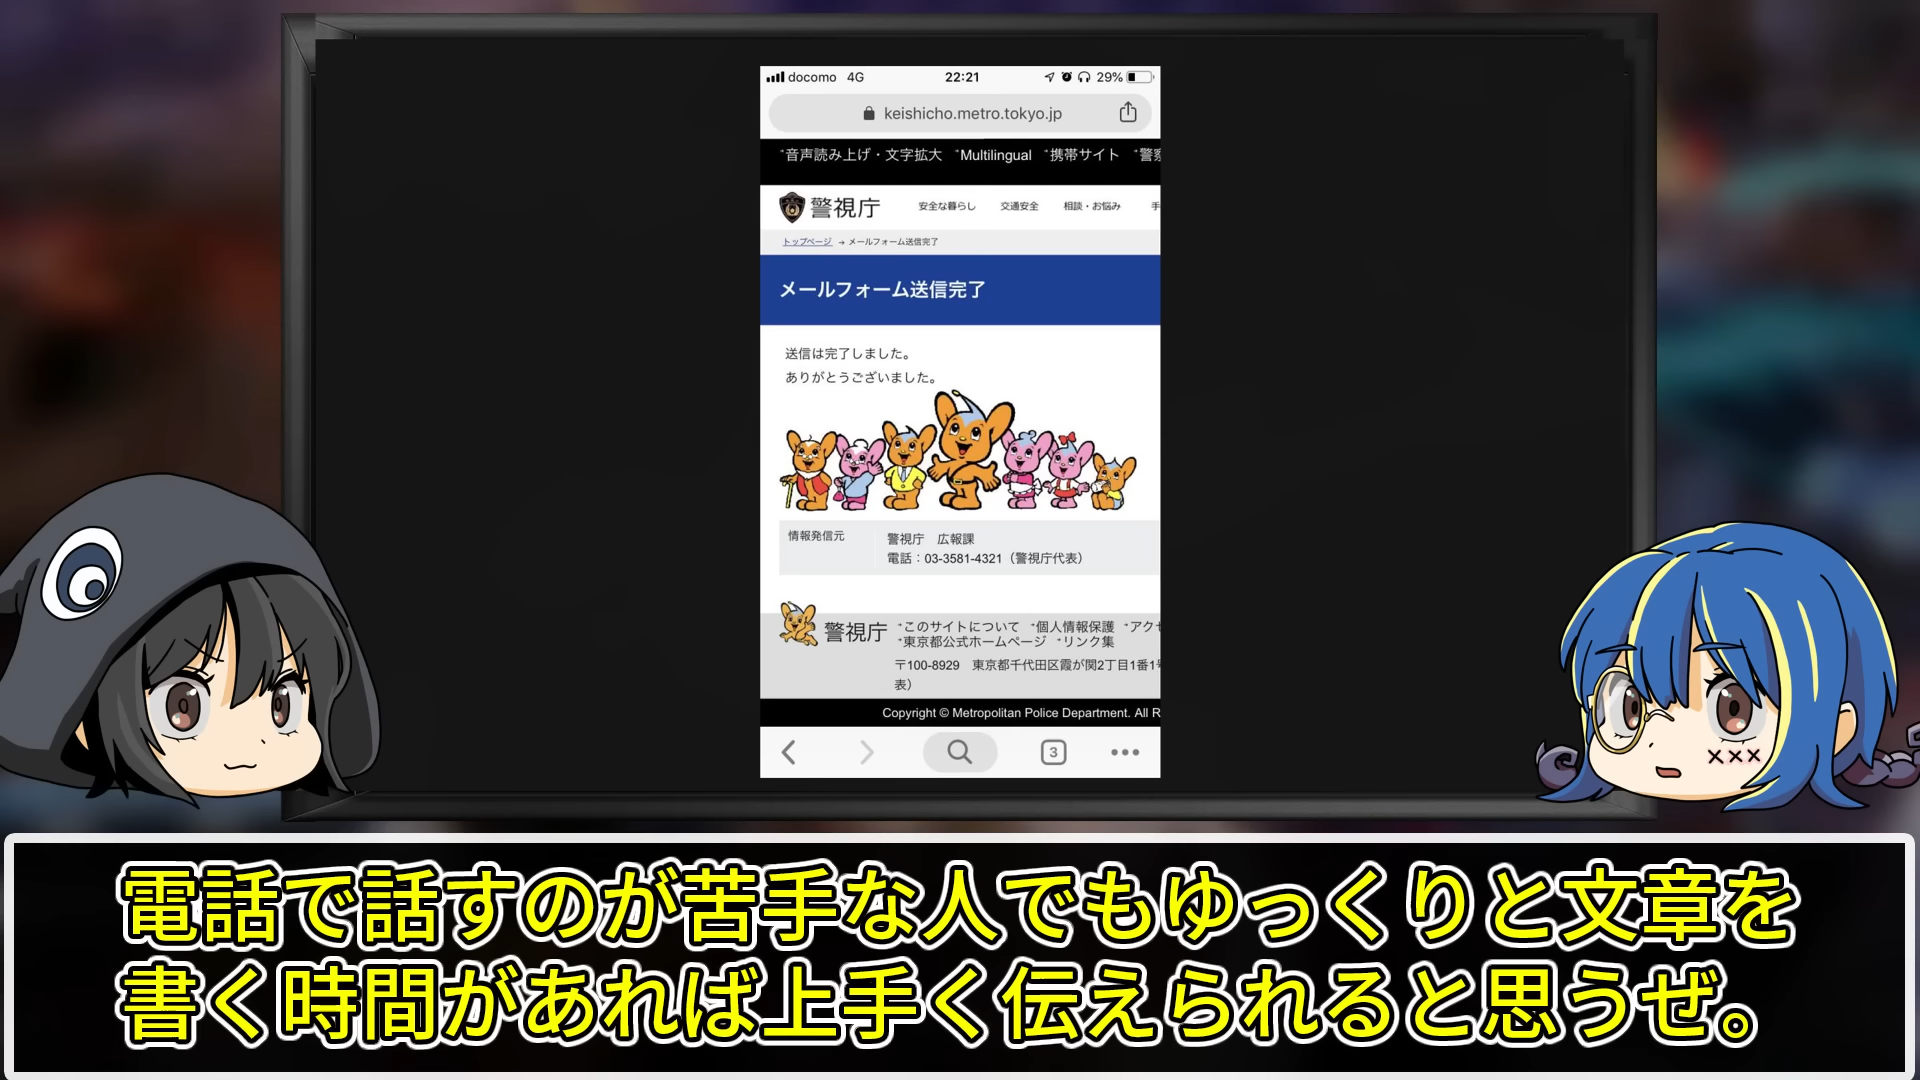 docomo 4G 22:21 29%
keishicho.metro.tokyo.jp
音声読み上げ・文字拡大 Multilingual 携帯サイト 警察
警視庁 安全な暮らし 交通安全 相談・お悩み 手
トップページ → メールフォーム送信完了
メールフォーム送信完了
送信は完了しました。
ありがとうございました。
情報発信元 警視庁　広報課
電話：03-3581-4321（警視庁代表）
警視庁 このサイトについて 個人情報保護 アクセ
東京都公式ホームページ リンク集
〒100-8929　東京都千代田区霞が関2丁目1番1号
表）
Copyright © Metropolitan Police Department. All R
3
電話で話すのが苦手な人でもゆっくりと文章を
書く時間があれば上手く伝えられると思うぜ。